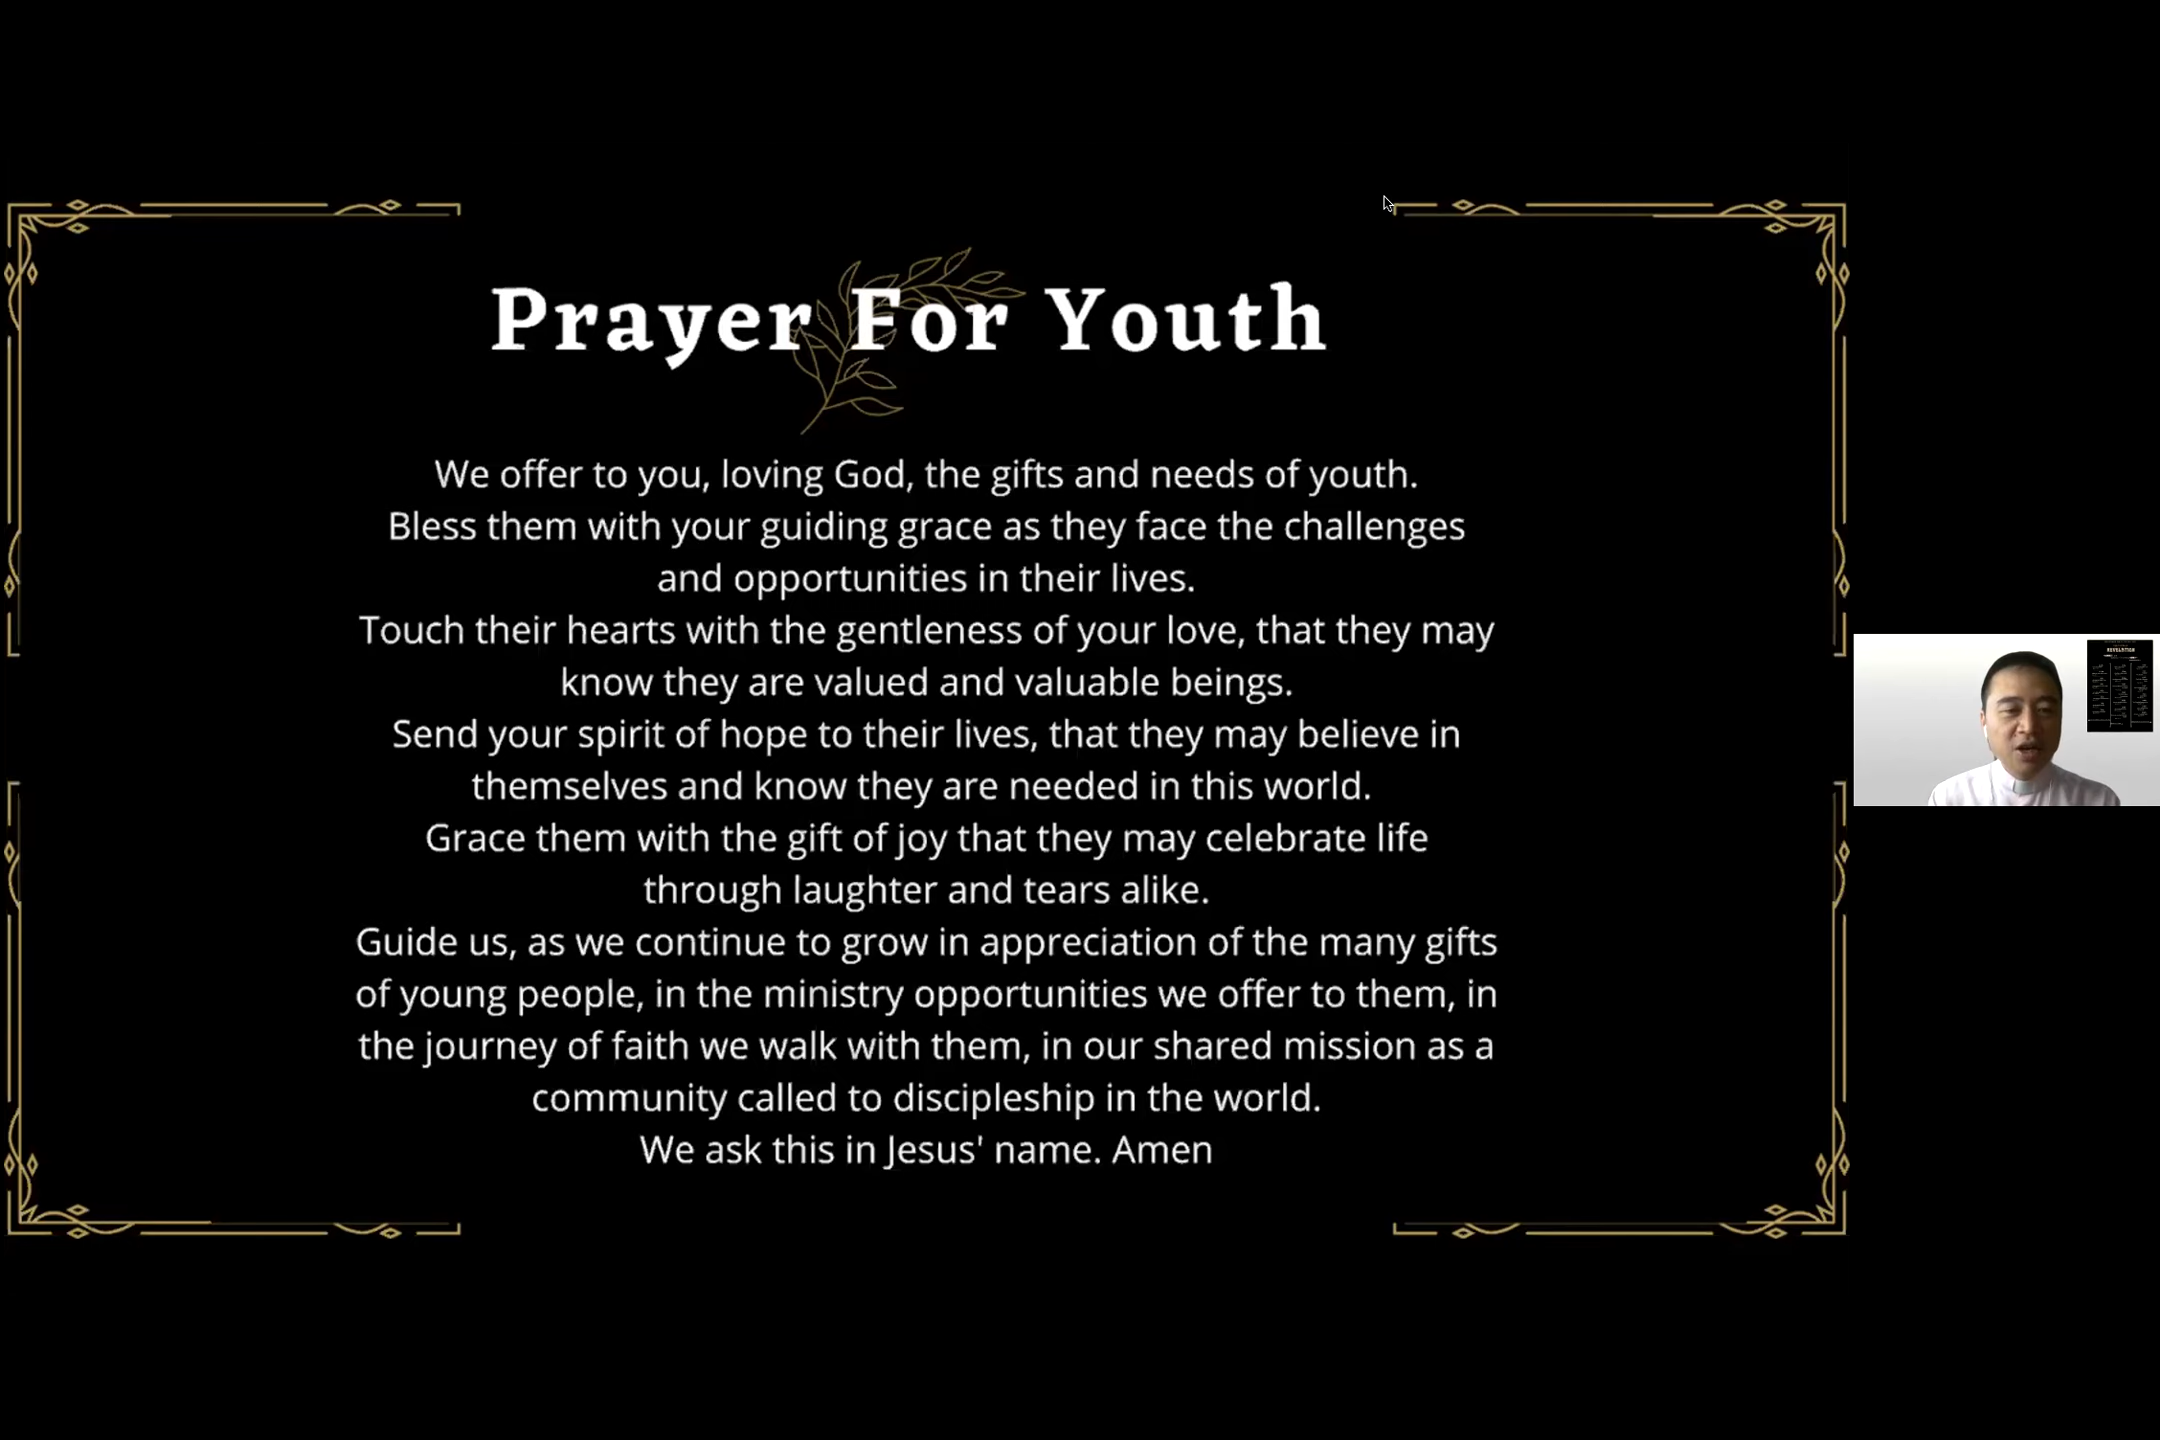 Prayer For Youth
We offer to you, loving God, the gifts and needs of youth.
Bless them with your guiding grace as they face the challenges
and opportunities in their lives.
Touch their hearts with the gentleness of your love, that they may
know they are valued and valuable beings.
Send your spirit of hope to their lives, that they may believe in
themselves and know they are needed in this world.
Grace them with the gift of joy that they may celebrate life
through laughter and tears alike.
Guide us, as we continue to grow in appreciation of the many gifts
of young people, in the ministry opportunities we offer to them, in
the journey of faith we walk with them, in our shared mission as a
community called to discipleship in the world.
We ask this in Jesus' name. Amen
REVELATION